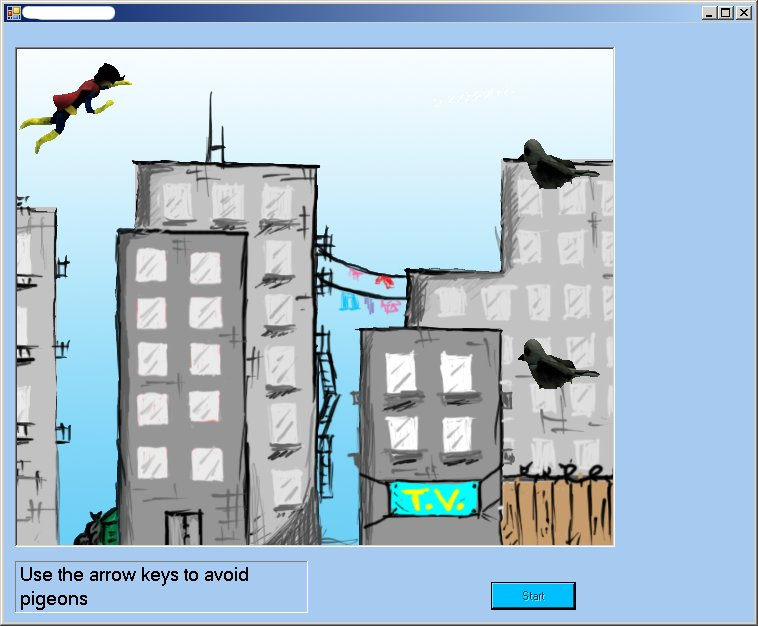 T.V.
Use the arrow keys to avoid
pigeons
Start